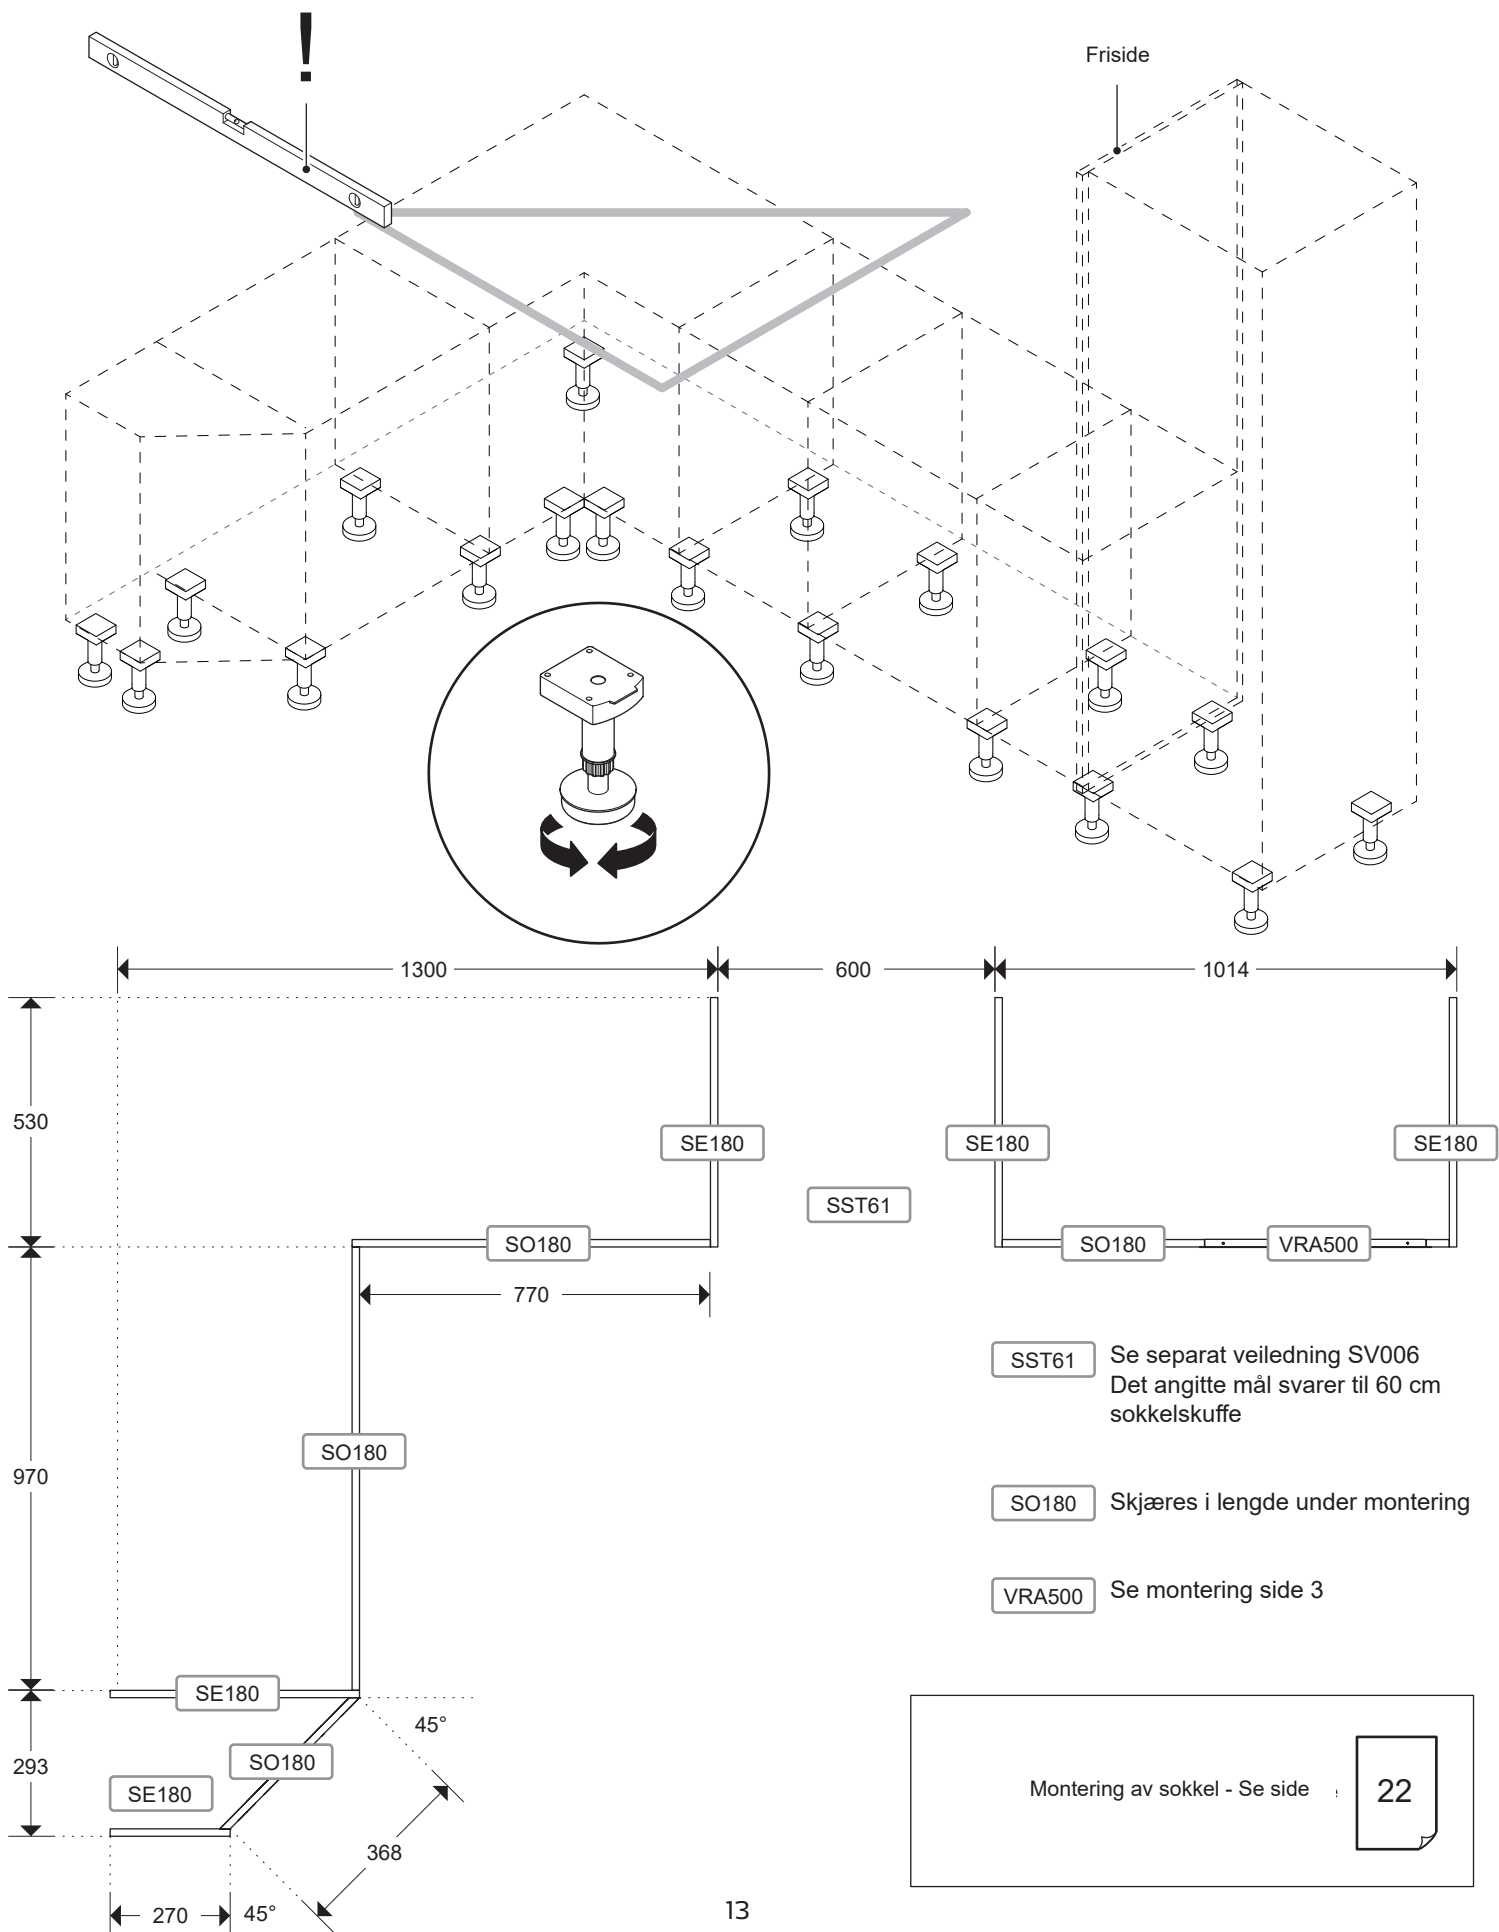 !
Friside
1300
600
1014
530
SE180
SE180
SE180
SST61
SO180
SO180
VRA500
770
SST61 Se separat veiledning SV006
Det angitte mål svarer til 60 cm
sokkelskuffe
SO180
970
SO180 Skjæres i lengde under montering
VRA500 Se montering side 3
SE180
45°
SO180
293
SE180
Montering av sokkel - Se side
22
368
270
45°
13